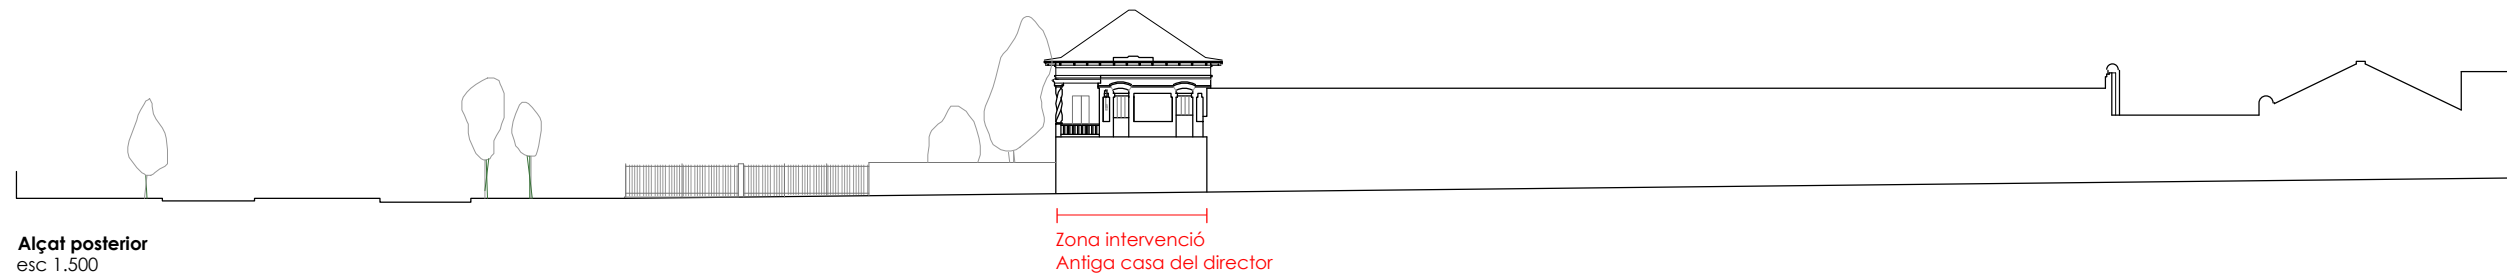 Alçat posterior
esc 1.500
Zona intervenció
Antiga casa del director